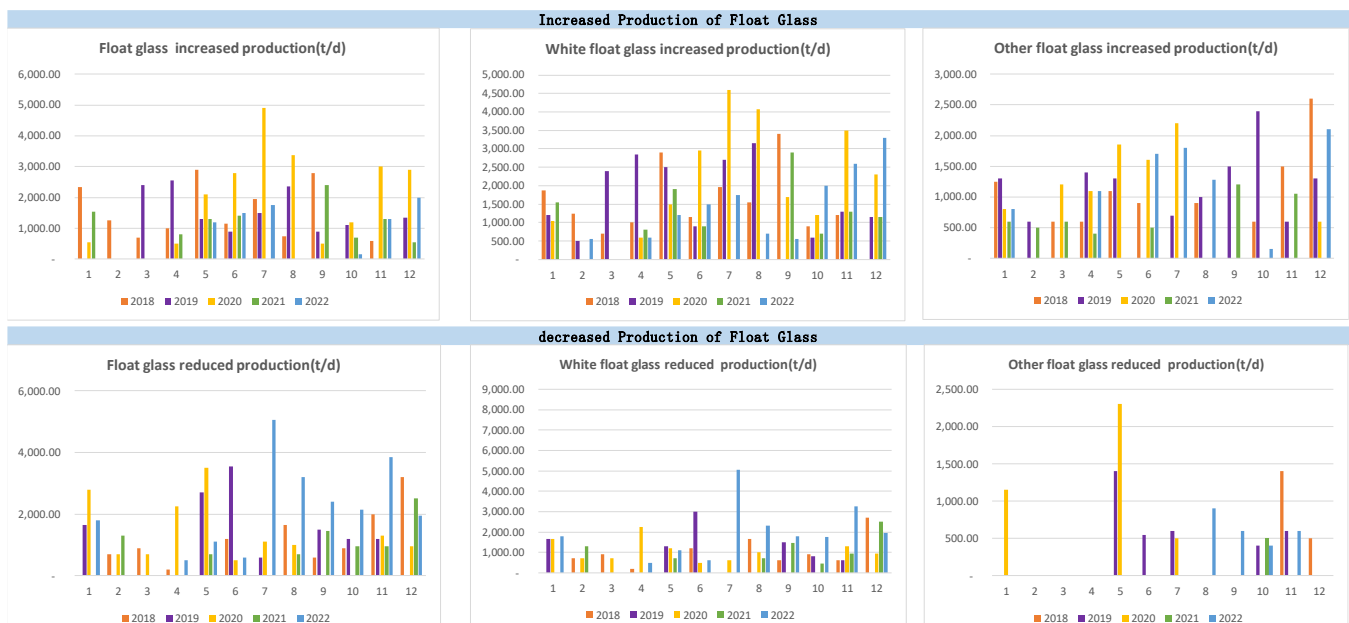 Increased Production of Float Glass
Float glass  increased production(t/d)
6,000.00
5,000.00
4,000.00
3,000.00
2,000.00
1,000.00
-
1 2 3 4 5 6 7 8 9 10 11 12
2018 2019 2020 2021 2022
White float glass increased production(t/d)
5,000.00
4,500.00
4,000.00
3,500.00
3,000.00
2,500.00
2,000.00
1,500.00
1,000.00
500.00
-
1 2 3 4 5 6 7 8 9 10 11 12
2018 2019 2020 2021 2022
Other float glass increased production(t/d)
3,000.00
2,500.00
2,000.00
1,500.00
1,000.00
500.00
-
1 2 3 4 5 6 7 8 9 10 11 12
2018 2019 2020 2021 2022
decreased Production of Float Glass
Float glass reduced production(t/d)
6,000.00
4,000.00
2,000.00
-
1 2 3 4 5 6 7 8 9 10 11 12
2018 2019 2020 2021 2022
White float glass reduced  production(t/d)
9,000.00
8,000.00
7,000.00
6,000.00
5,000.00
4,000.00
3,000.00
2,000.00
1,000.00
-
1 2 3 4 5 6 7 8 9 10 11 12
2018 2019 2020 2021 2022
Other float glass reduced  production(t/d)
2,500.00
2,000.00
1,500.00
1,000.00
500.00
-
1 2 3 4 5 6 7 8 9 10 11 12
2018 2019 2020 2021 2022